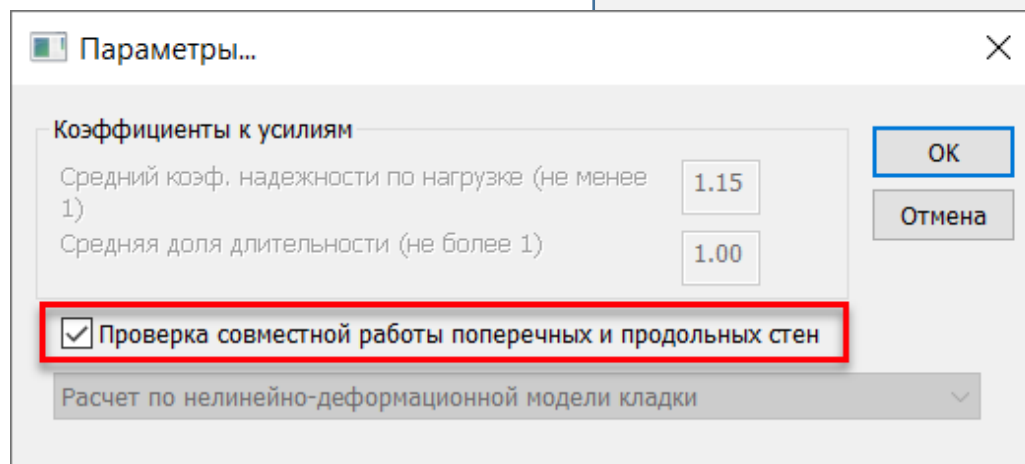 Параметры...
Коэффициенты к усилиям
Средний коэф. надежности по нагрузке (не менее
1)
1.15
Средняя доля длительности (не более 1)
1.00
ОК
Отмена
Проверка совместной работы поперечных и продольных стен
Расчет по нелинейно-деформационной модели кладки